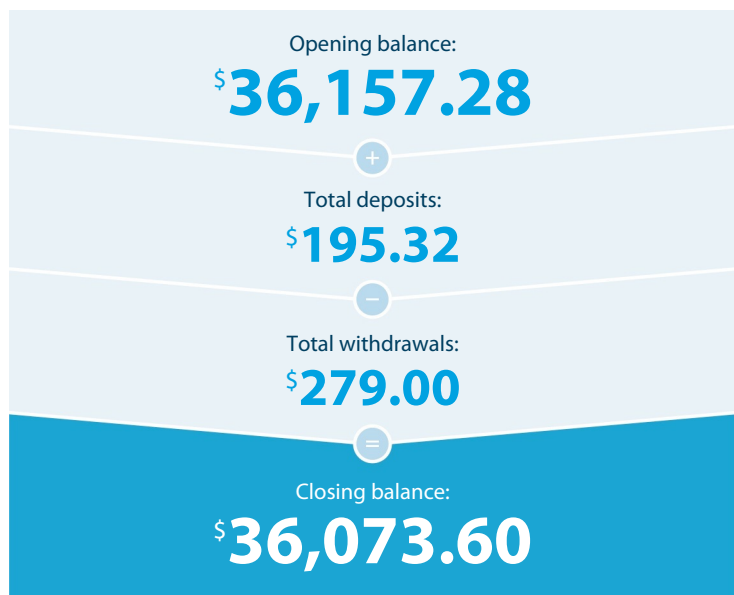 Opening balance:
$36,157.28
+
Total deposits:
$195.32
−
Total withdrawals:
$279.00
=
Closing balance:
$36,073.60